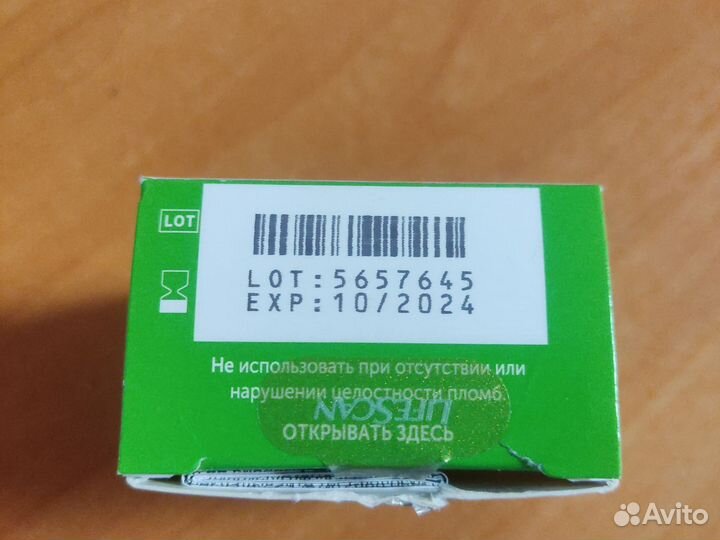 LOT
LOT:5657645
EXP:10/2024
Не использовать при отсутствии или
нарушении целостности пломб
LIFESCAN
ОТКРЫВАТЬ ЗДЕСЬ
Avito